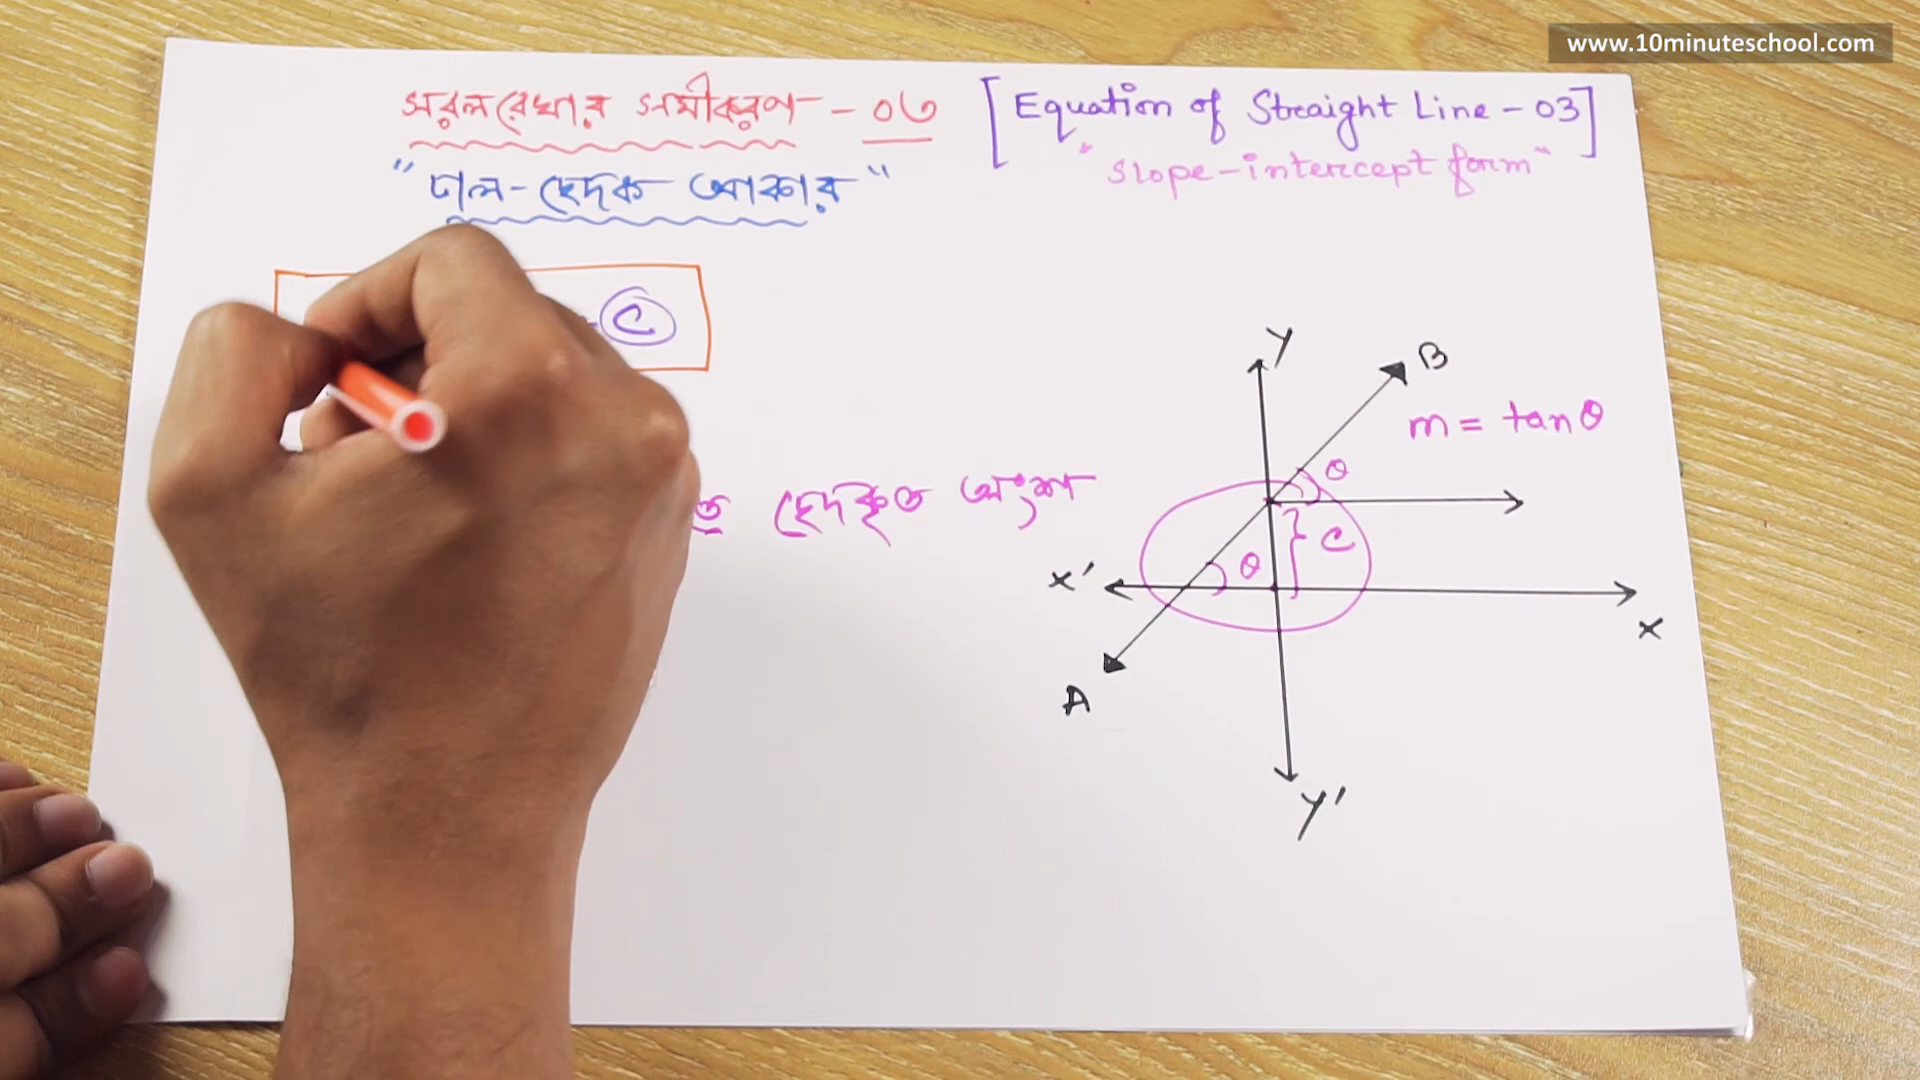 www.10minuteschool.com
সরলরেখার সমীকরণ - ০৩ [Equation of Straight Line - 03]
"ঢাল-ছেদক আকার" "Slope-intercept form"
C
Y
B
m = tanθ
θ
ছেদকৃত অংশ
C
θ
X'
X
A
Y'